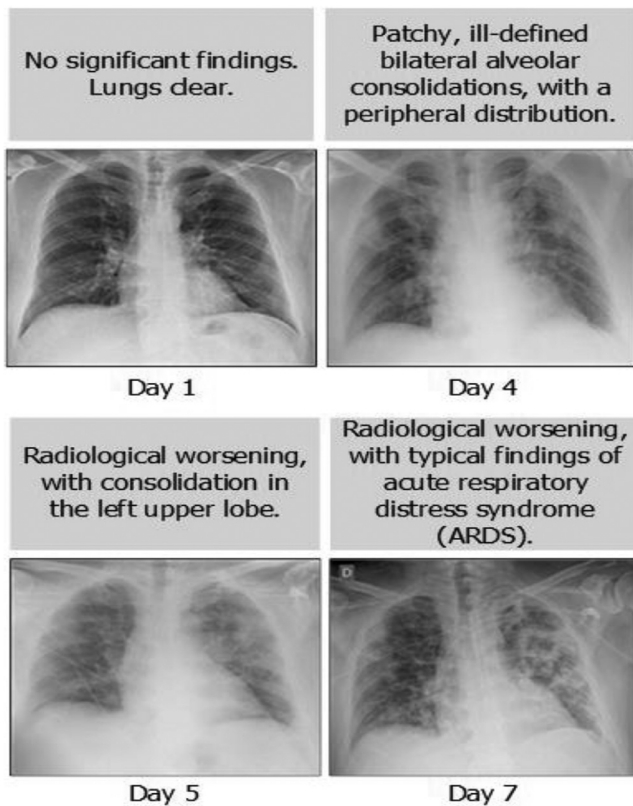 No significant findings.
Lungs clear.
Patchy, ill-defined
bilateral alveolar
consolidations, with a
peripheral distribution.
Day 1
Day 4
Radiological worsening,
with consolidation in
the left upper lobe.
Radiological worsening,
with typical findings of
acute respiratory
distress syndrome
(ARDS).
D
Day 5
Day 7